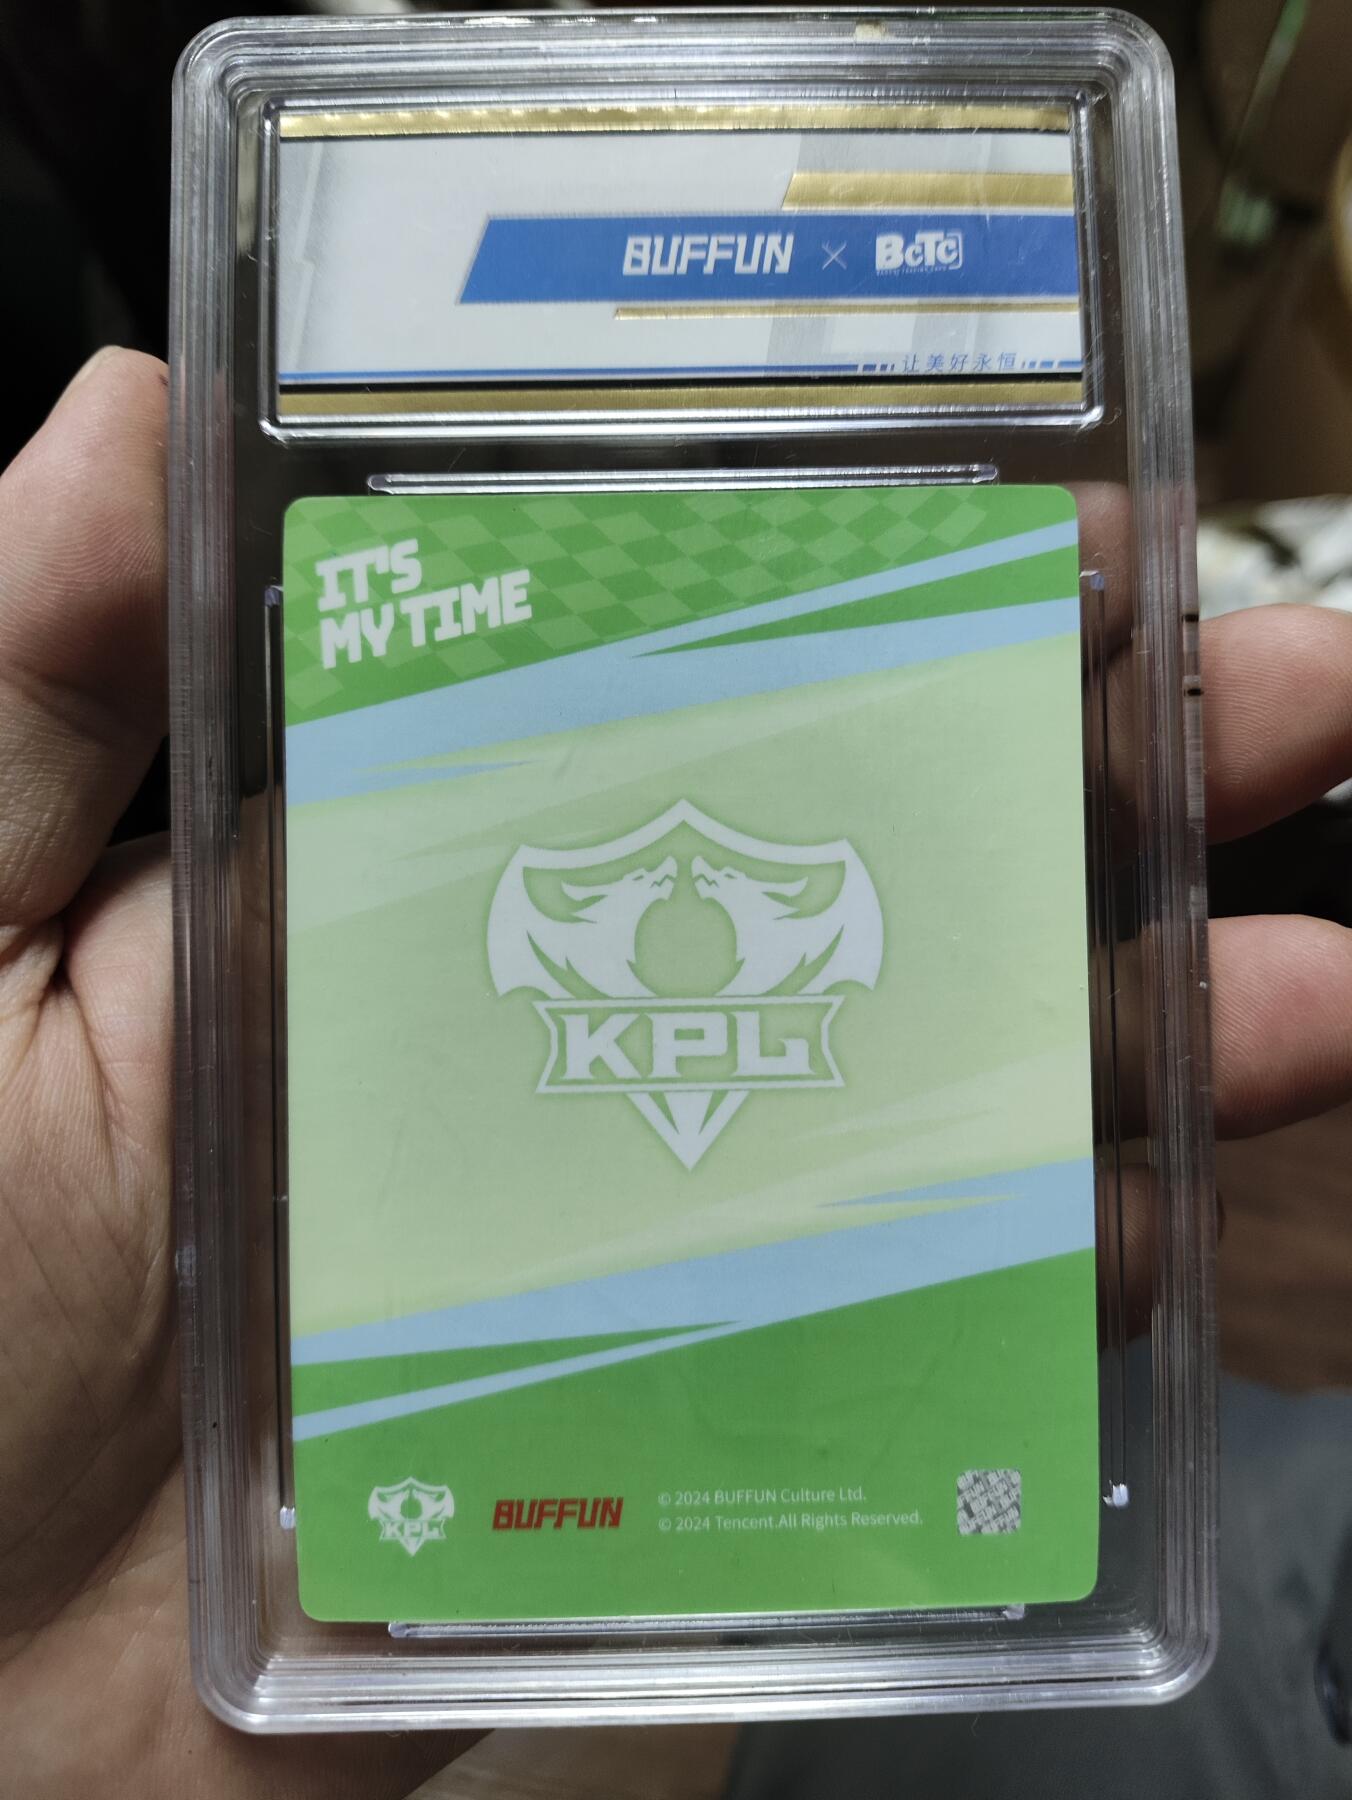 BUFFUN × BCTC
让美好永恒
IT'S
MY TIME
KPL
KPL
BUFFUN
© 2024 BUFFUN Culture Ltd.
© 2024 Tencent.All Rights Reserved.